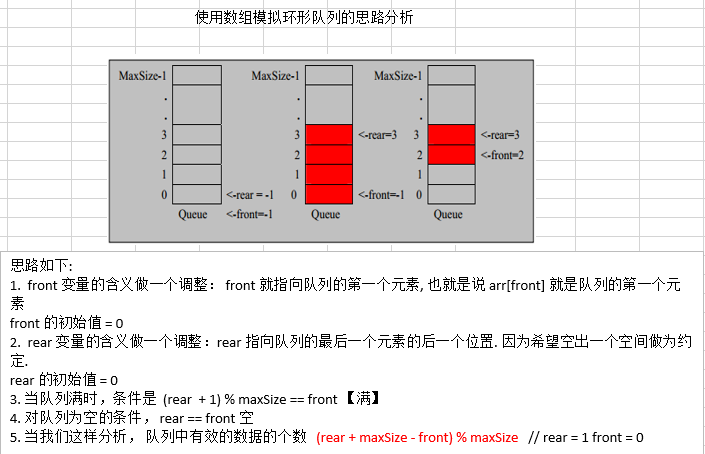 使用数组模拟环形队列的思路分析
MaxSize-1 MaxSize-1 MaxSize-1
. . .
. . .
3 3 <-rear=3 3 <-rear=3
2 2 2 <-front=2
1 1 1
0 <-rear = -1 0 <-front=-1 0
Queue <-front=-1 Queue Queue
思路如下:
1. front 变量的含义做一个调整： front 就指向队列的第一个元素, 也就是说 arr[front] 就是队列的第一个元
素
front 的初始值 = 0
2. rear 变量的含义做一个调整：rear 指向队列的最后一个元素的后一个位置. 因为希望空出一个空间做为约
定.
rear 的初始值 = 0
3. 当队列满时，条件是 (rear + 1) % maxSize == front 【满】
4. 对队列为空的条件， rear == front 空
5. 当我们这样分析， 队列中有效的数据的个数 (rear + maxSize - front) % maxSize // rear = 1 front = 0